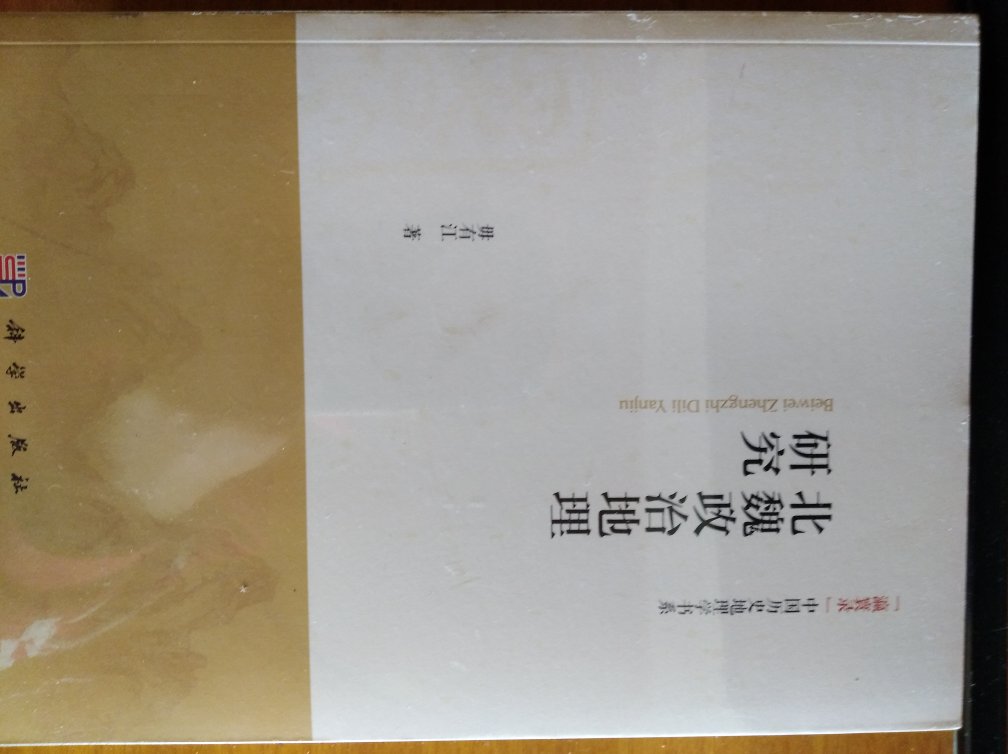 中国历史地理学书系
北魏政治地理
研究
Beiwei Zhengzhi Dili Yanjiu
毋有江 著
科学出版社